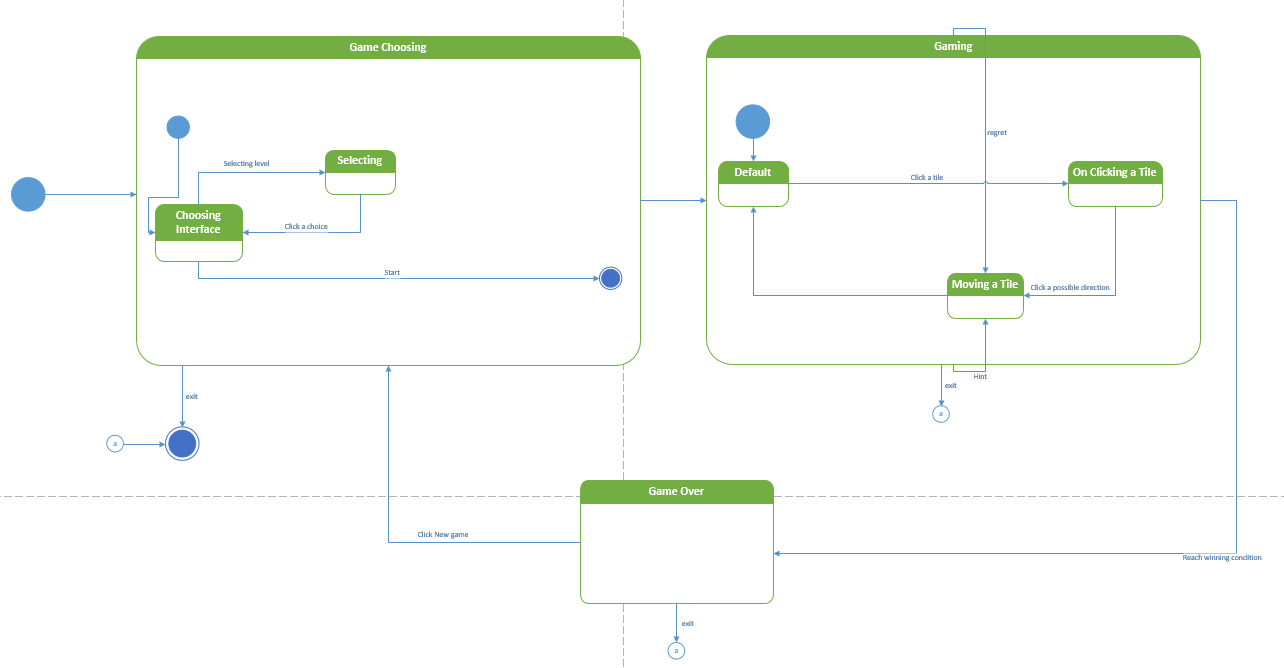 Game Choosing
Gaming
regret
Selecting level
Selecting
Default
Click a tile
On Clicking a Tile
Choosing
Interface
Click a choice
Start
Moving a Tile
Click a possible direction
Hint
exit
exit
a
a
Game Over
Click New game
Reach winning condition
exit
a